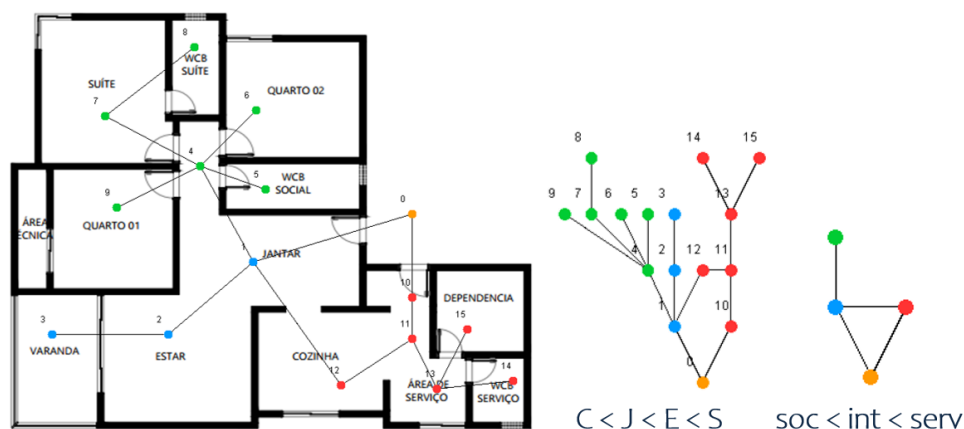 8
WCB
SUÍTE
SUÍTE
7
6
QUARTO 02
4
WCB
SOCIAL
5
9
QUARTO 01
ÁREA
TÉCNICA
0
JANTAR
1
10
DEPENDENCIA
15
11
3
VARANDA
2
ESTAR
COZINHA
12
13
ÁREA DE
SERVIÇO
14
WCB
SERVIÇO
8
14
15
9
7
6
5
3
13
4
2
12
11
1
10
0
C < J < E < S
soc < int < serv